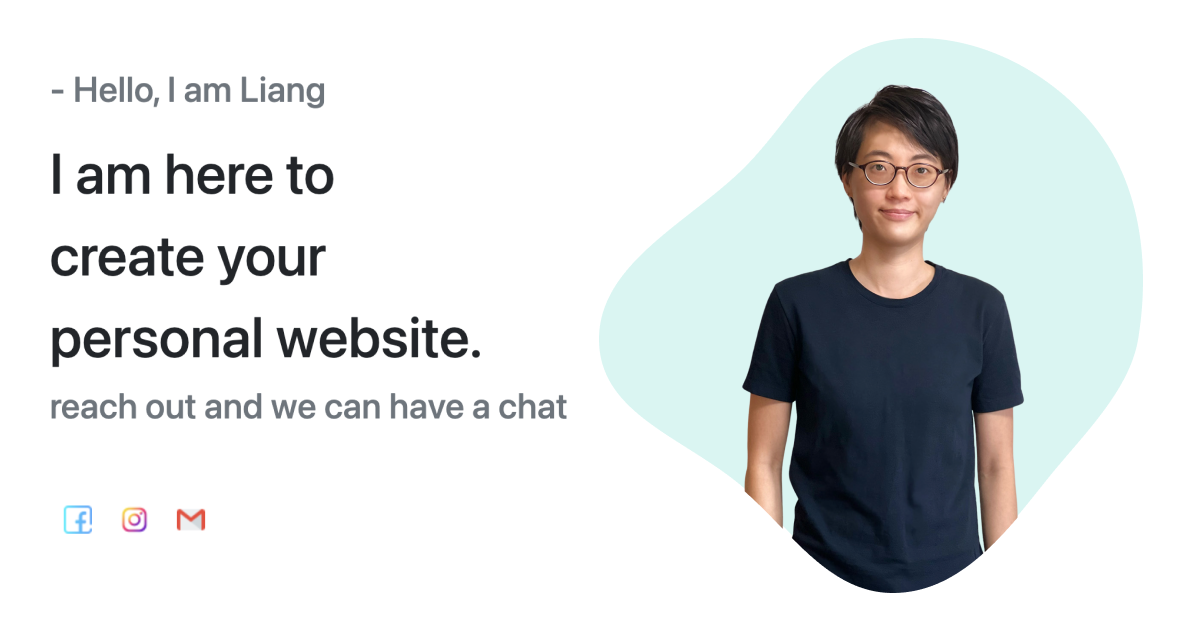 - Hello, I am Liang
I am here to
create your
personal website.
reach out and we can have a chat